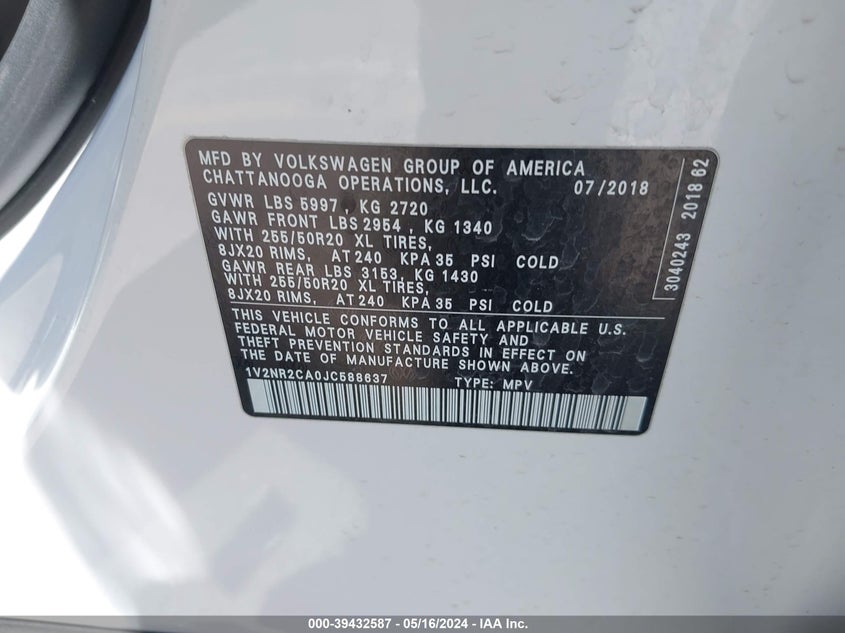 MFD BY VOLKSWAGEN GROUP OF AMERICA
CHATTANOOGA OPERATIONS, LLC. 07/2018
GVWR LBS 5997 , KG 2720
GAWR FRONT LBS 2954 , KG 1340
WITH 255/50R20 XL TIRES,
8JX20 RIMS, AT 240 KPA 35 PSI COLD
GAWR REAR LBS 3153, KG 1430
WITH 255/50R20 XL TIRES,
8JX20 RIMS, AT 240 KPA 35 PSI COLD
THIS VEHICLE CONFORMS TO ALL APPLICABLE U.S.
FEDERAL MOTOR VEHICLE SAFETY AND
THEFT PREVENTION STANDARDS IN EFFECT ON
THE DATE OF MANUFACTURE SHOWN ABOVE.
1V2NR2CA0JC588637 TYPE: MPV
3040243 2018 62
000-39432587 - 05/16/2024 - IAA Inc.